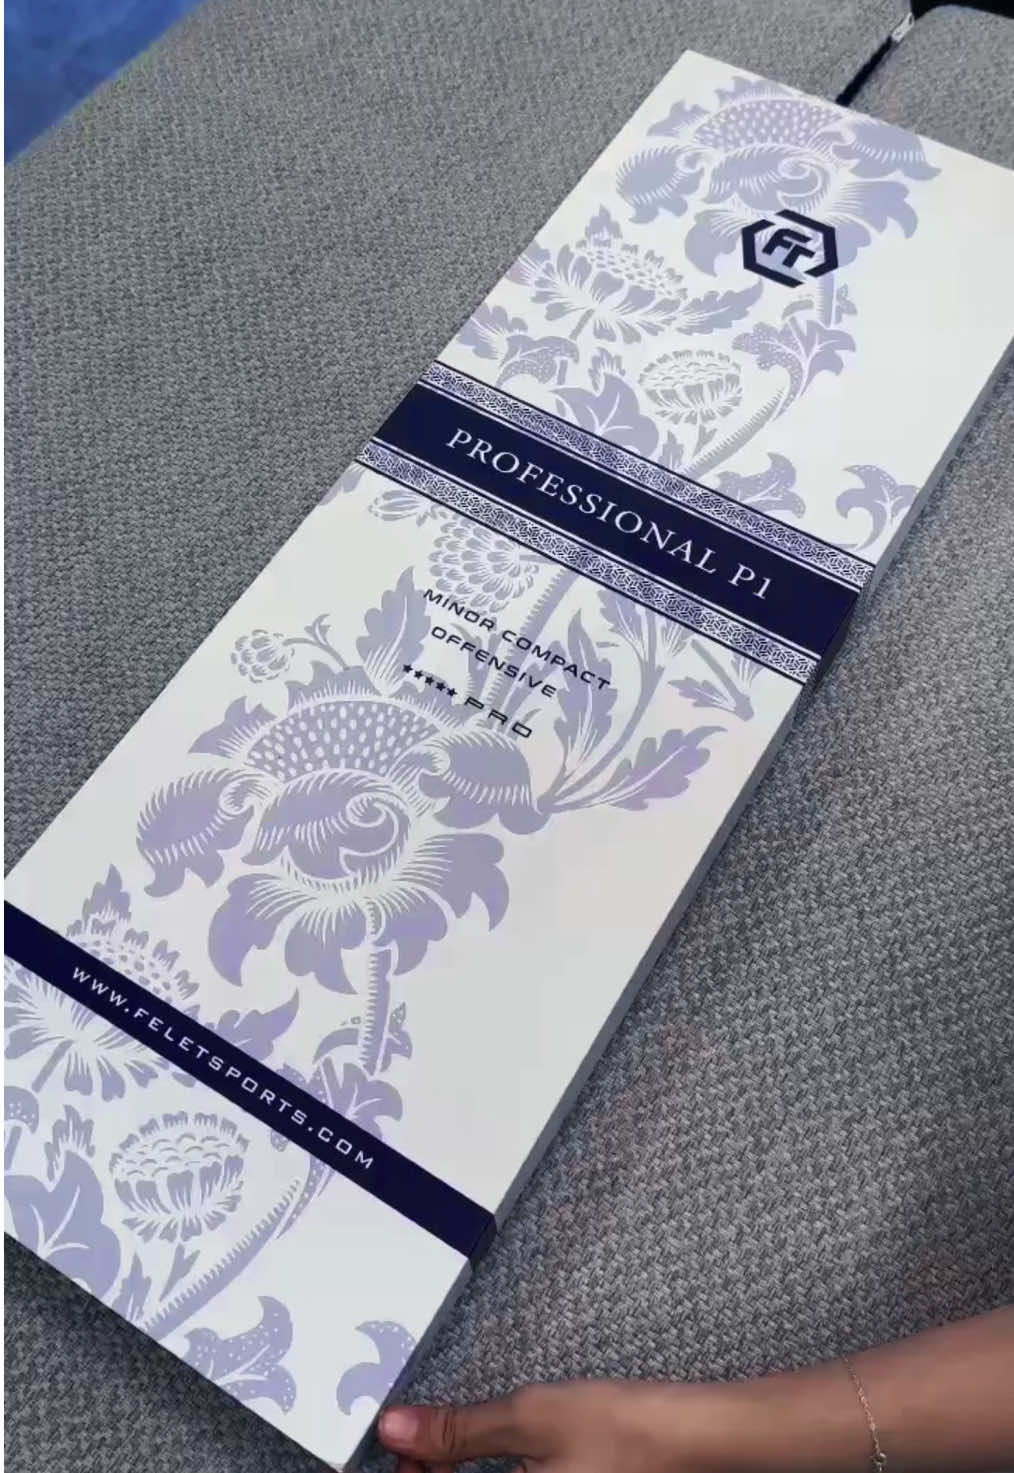 FT
PROFESSIONAL P1
MINOR COMPACT
OFFENSIVE
★★★★★ PRO
WWW.FELETSPORTS.COM